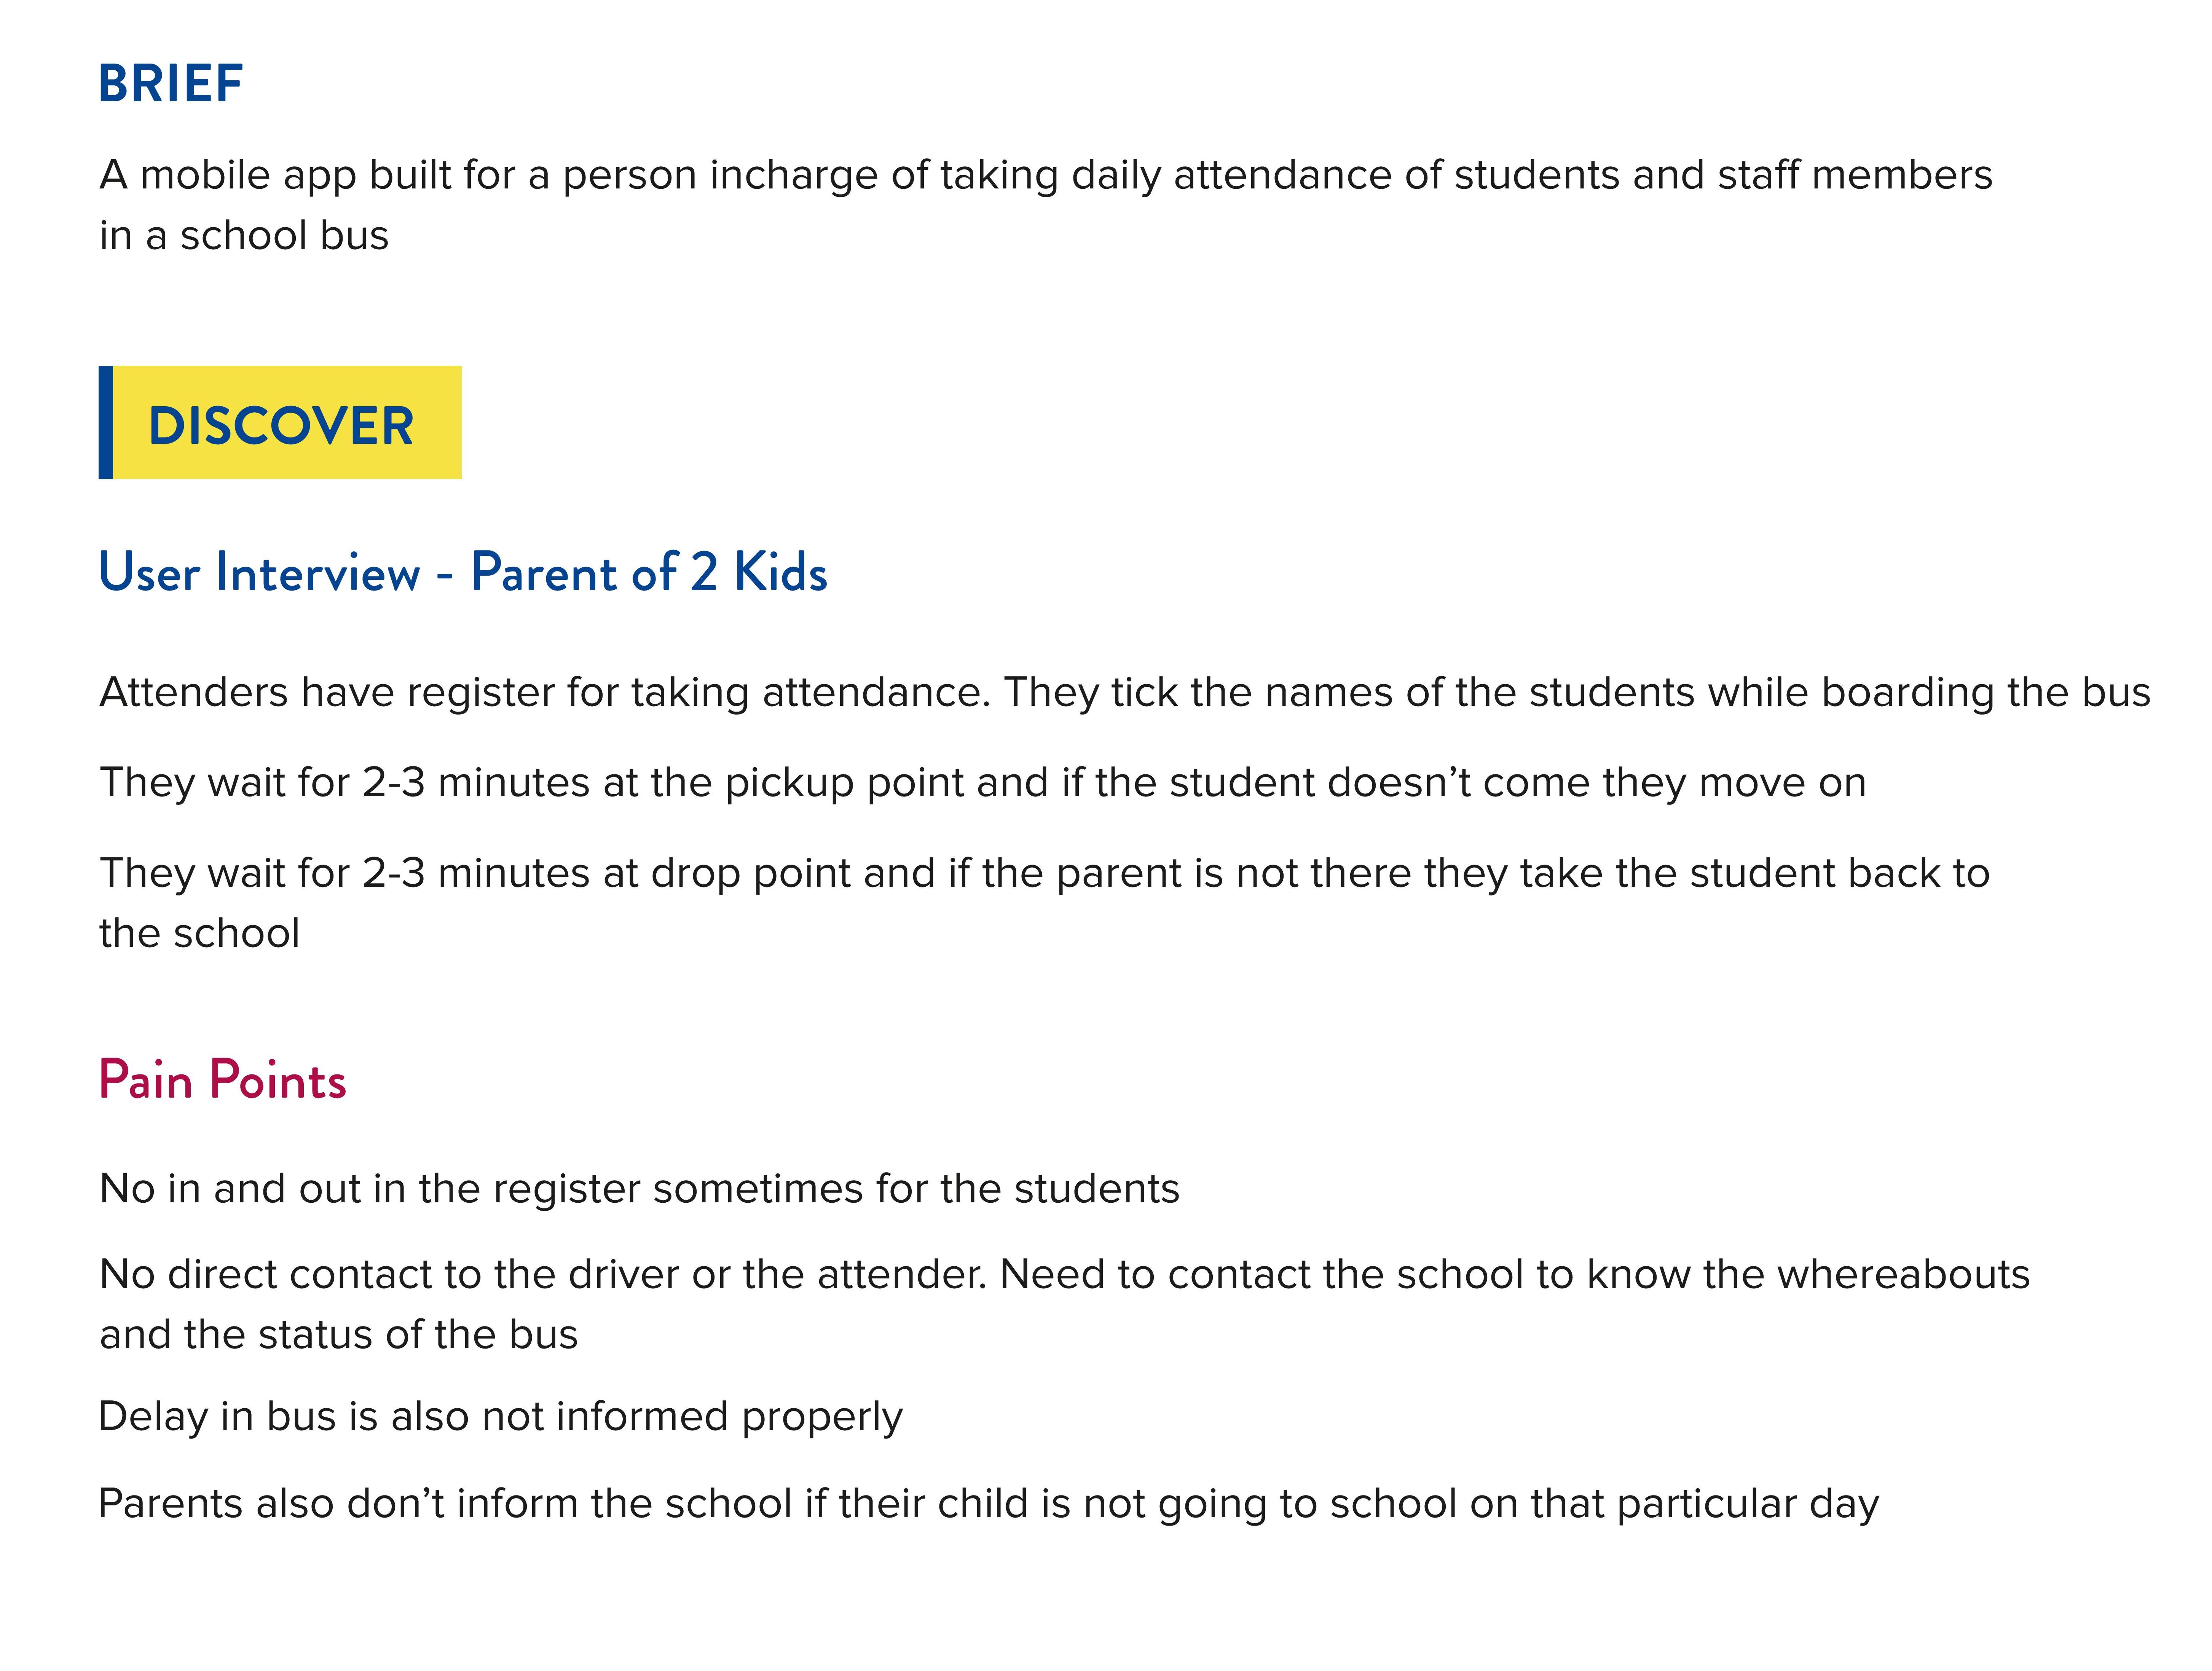 BRIEF
A mobile app built for a person incharge of taking daily attendance of students and staff members
in a school bus
DISCOVER
User Interview - Parent of 2 Kids
Attenders have register for taking attendance. They tick the names of the students while boarding the bus
They wait for 2-3 minutes at the pickup point and if the student doesn’t come they move on
They wait for 2-3 minutes at drop point and if the parent is not there they take the student back to
the school
Pain Points
No in and out in the register sometimes for the students
No direct contact to the driver or the attender. Need to contact the school to know the whereabouts
and the status of the bus
Delay in bus is also not informed properly
Parents also don’t inform the school if their child is not going to school on that particular day